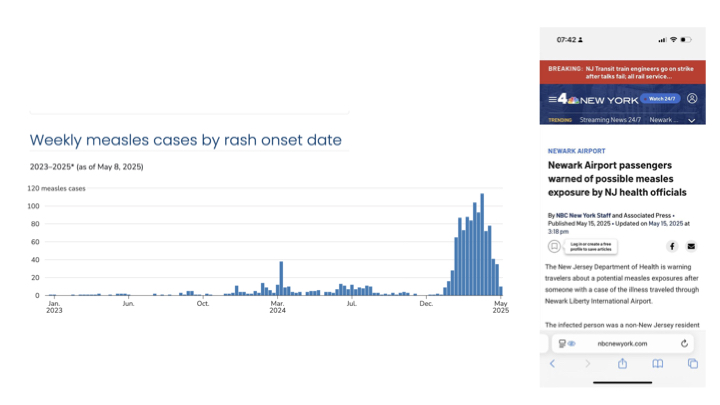 Weekly measles cases by rash onset date
2023–2025* (as of May 8, 2025)
120 measles cases
100
80
60
40
20
0
Jan.
2023
Jun.
Oct.
Mar.
2024
Jul.
Dec.
May
2025
07:42
BREAKING: NJ Transit train engineers go on strike
after talks fail; all rail service...
4 NEW YORK
Watch 24/7
TRENDING Streaming News 24/7 Newark ...
NEWARK AIRPORT
Newark Airport passengers
warned of possible measles
exposure by NJ health officials
By NBC New York Staff and Associated Press •
Published May 15, 2025 • Updated on May 15, 2025 at
3:18 pm
Log in or create a free
profile to save articles
The New Jersey Department of Health is warning
travelers about a potential measles exposures after
someone with a case of the illness traveled through
Newark Liberty International Airport.
The infected person was a non-New Jersey resident
nbcnewyork.com